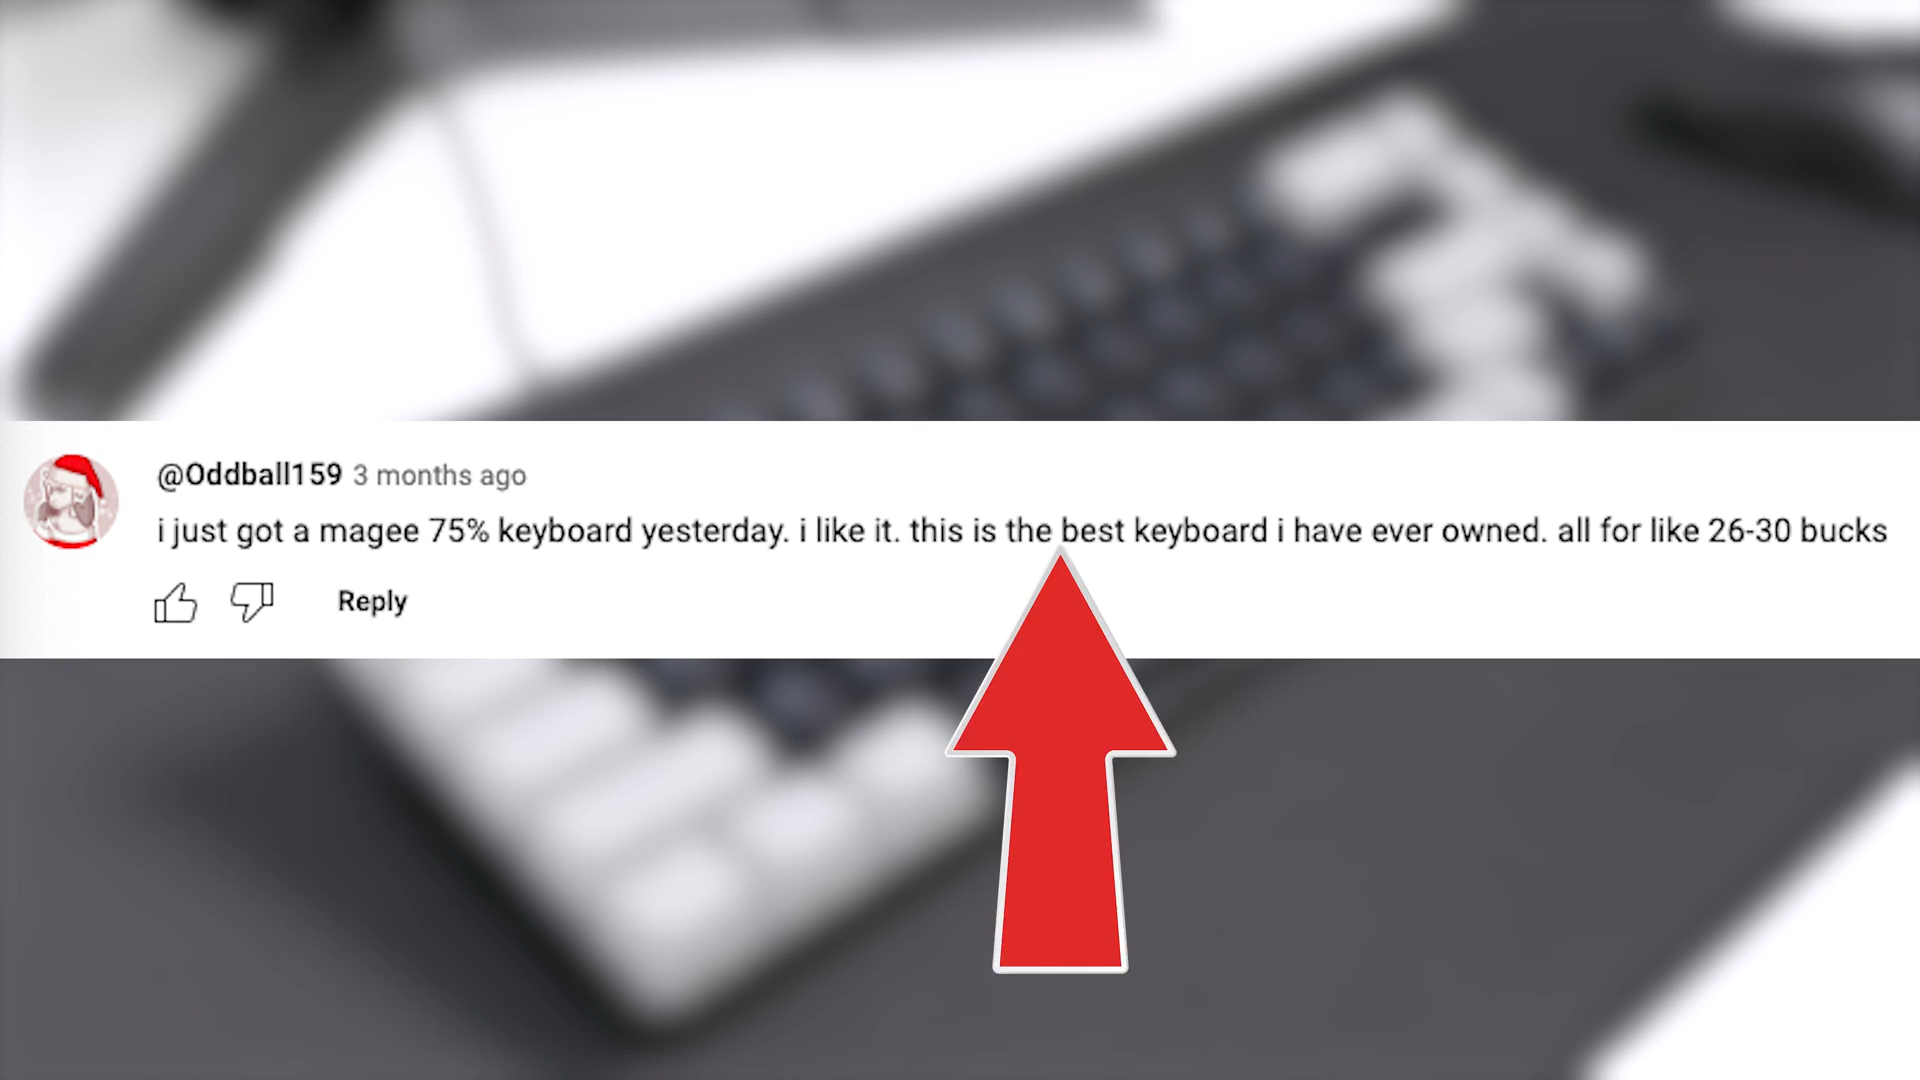 @Oddball159 3 months ago
i just got a magee 75% keyboard yesterday. i like it. this is the best keyboard i have ever owned. all for like 26-30 bucks
Reply